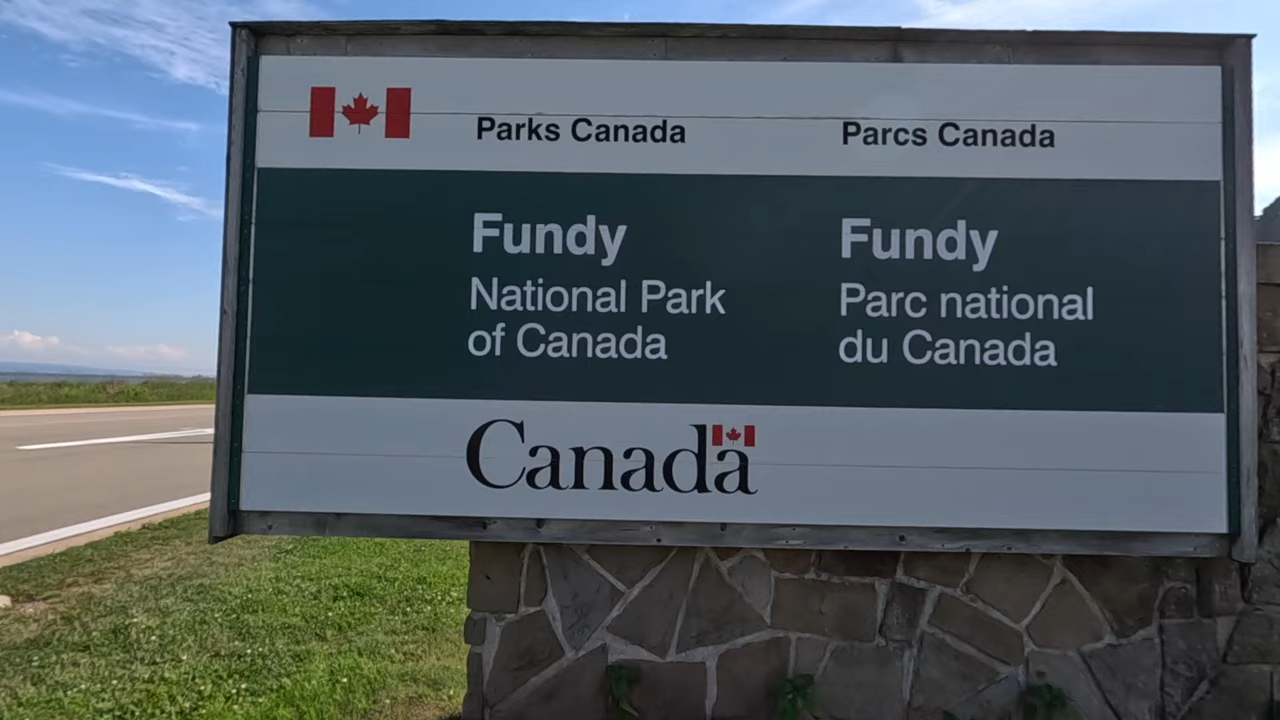 Parks Canada
Parcs Canada
Fundy
National Park
of Canada
Fundy
Parc national
du Canada
Canada